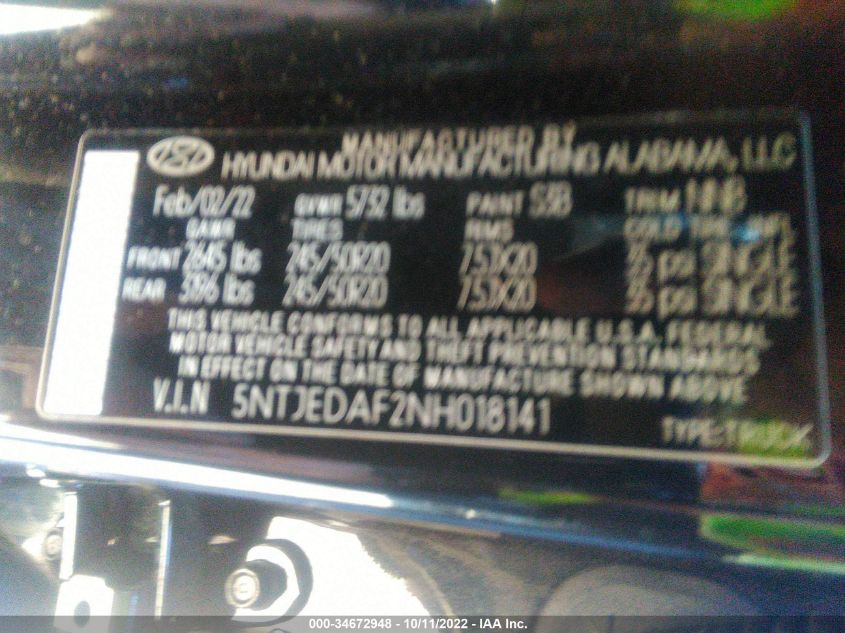 MANUFACTURED BY
HYUNDAI MOTOR MANUFACTURING ALABAMA, LLC
Feb/02/22 GVWR 5732 lbs PAINT S3B TRIM NNB
GAWR TIRES RIMS COLD TIRE INFL
FRONT 2645 lbs 245/50R20 7.5JX20 35 psi SINGLE
REAR 3196 lbs 245/50R20 7.5JX20 35 psi SINGLE
THIS VEHICLE CONFORMS TO ALL APPLICABLE U.S.A. FEDERAL
MOTOR VEHICLE SAFETY AND THEFT PREVENTION STANDARDS
IN EFFECT ON THE DATE OF MANUFACTURE SHOWN ABOVE.
V.I.N 5NTJEDAF2NH018141 TYPE:TRUCK
000-34672948 - 10/11/2022 - IAA Inc.